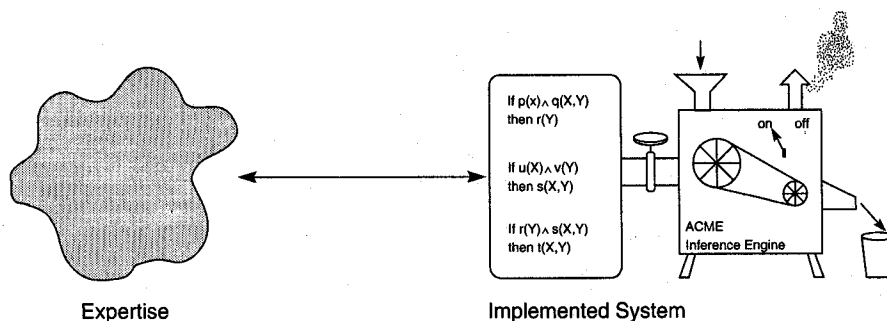 If p(x) ∧ q(X,Y)
then r(Y)
If u(X) ∧ v(Y)
then s(X,Y)
If r(Y) ∧ s(X,Y)
then t(X,Y)
on off
ACME
Inference Engine
Expertise
Implemented System